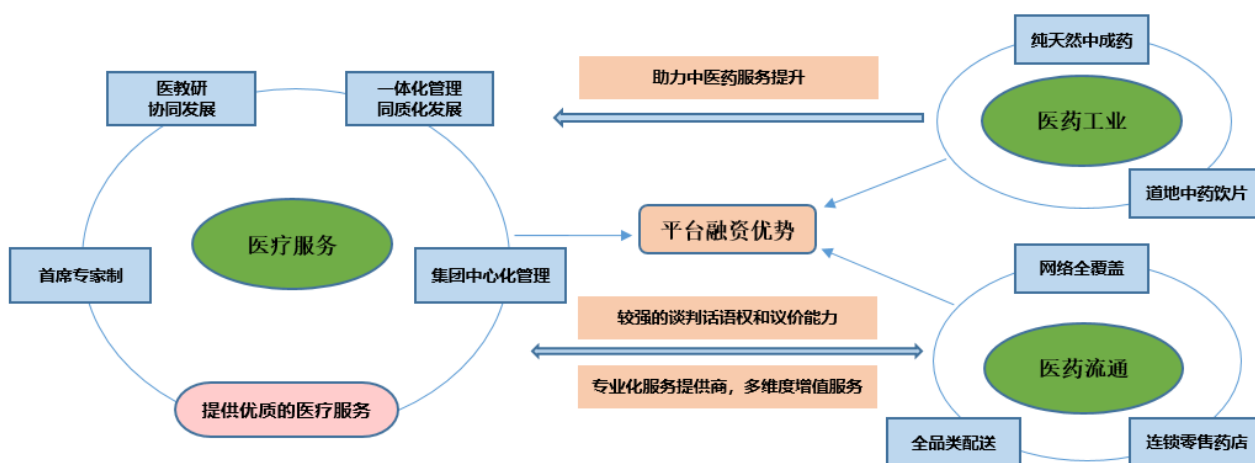 纯天然中成药
医药工业
道地中药饮片
助力中医药服务提升
医教研
协同发展
一体化管理
同质化发展
医疗服务
首席专家制
集团中心化管理
提供优质的医疗服务
平台融资优势
较强的谈判话语权和议价能力
专业化服务提供商，多维度增值服务
网络全覆盖
医药流通
全品类配送
连锁零售药店